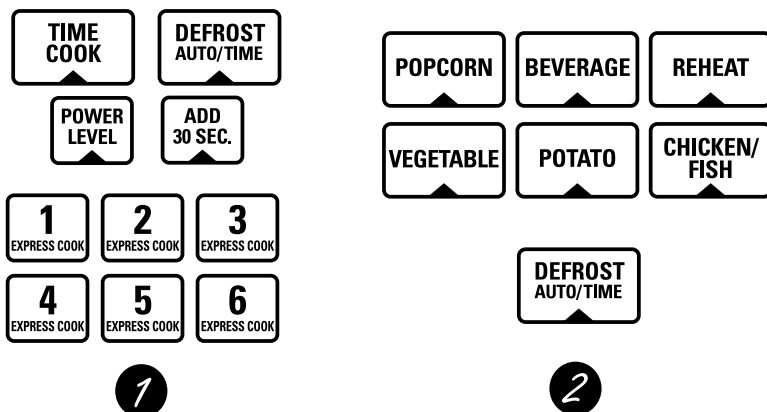 TIME
COOK
DEFROST
AUTO/TIME
POWER
LEVEL
ADD
30 SEC.
1
EXPRESS COOK
2
EXPRESS COOK
3
EXPRESS COOK
4
EXPRESS COOK
5
EXPRESS COOK
6
EXPRESS COOK
1
POPCORN
BEVERAGE
REHEAT
VEGETABLE
POTATO
CHICKEN/
FISH
DEFROST
AUTO/TIME
2